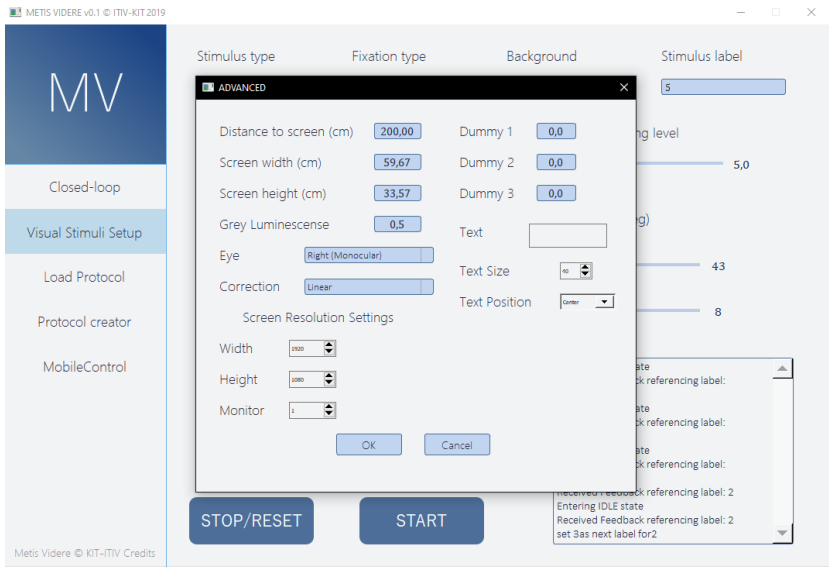 METIS VIDERE v0.1 © ITIV-KIT 2019
MV
Closed-loop
Visual Stimuli Setup
Load Protocol
Protocol creator
MobileControl
Metis Videre © KIT-ITIV Credits
Stimulus type Fixation type Background Stimulus label
5
ng level
5,0
eg)
43
8
ADVANCED
Distance to screen (cm) 200,00 Dummy 1 0,0
Screen width (cm) 59,67 Dummy 2 0,0
Screen height (cm) 33,57 Dummy 3 0,0
Grey Luminescense 0,5
Text
Eye Right (Monocular)
Text Size 40
Correction Linear
Text Position Center
Screen Resolution Settings
Width 1920
Height 1080
Monitor 1
OK Cancel
ate
ck referencing label:
ate
ck referencing label:
ate
ck referencing label:
Received Feedback referencing label: 2
Entering IDLE state
Received Feedback referencing label: 2
set 3as next label for2
STOP/RESET START